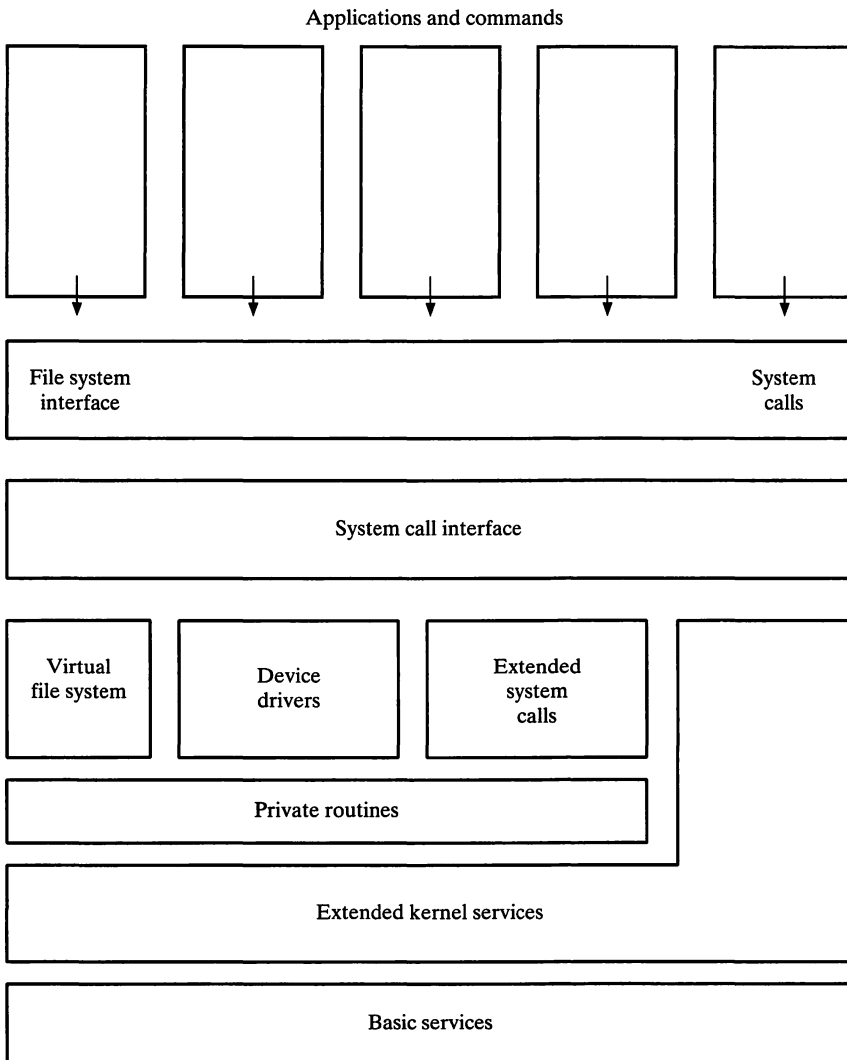 Applications and commands
File system
interface
System
calls
System call interface
Virtual
file system
Device
drivers
Extended
system
calls
Private routines
Extended kernel services
Basic services